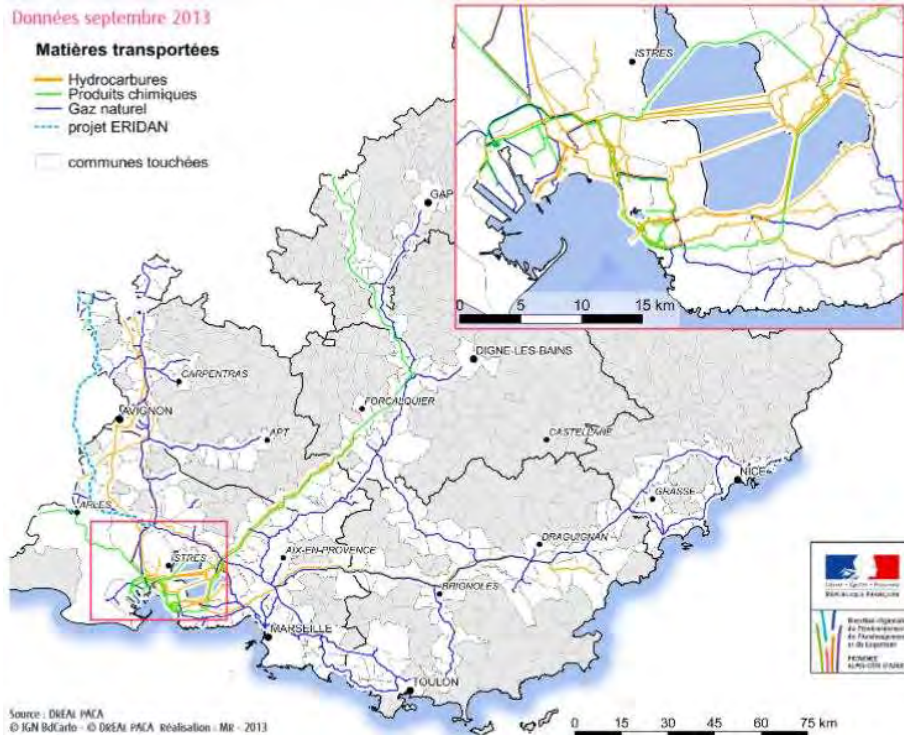 Données septembre 2013
Matières transportées
Hydrocarbures
Produits chimiques
Gaz naturel
projet ERIDAN
communes touchées
ISTRES
0 5 10 15 km
GAP
DIGNE-LES-BAINS
CARPENTRAS
FORCALQUIER
AVIGNON
APT
CASTELLANE
NICE
GRASSE
ARLES
ISTRES
AIX-EN-PROVENCE
DRAGUIGNAN
BRIGNOLES
MARSEILLE
TOULON
RÉPUBLIQUE FRANÇAISE
Source : DREAL PACA
© IGN BdCarto - © DREAL PACA Réalisation : MR - 2013
0 15 30 45 60 75 km